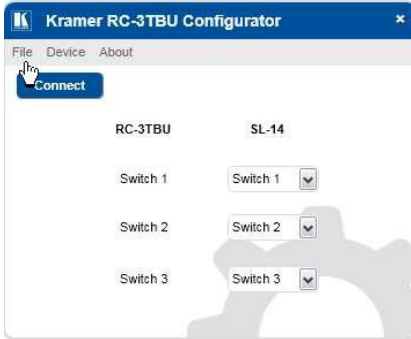 Kramer RC-3TBU Configurator
File Device About
Connect
RC-3TBU SL-14
Switch 1 Switch 1
Switch 2 Switch 2
Switch 3 Switch 3